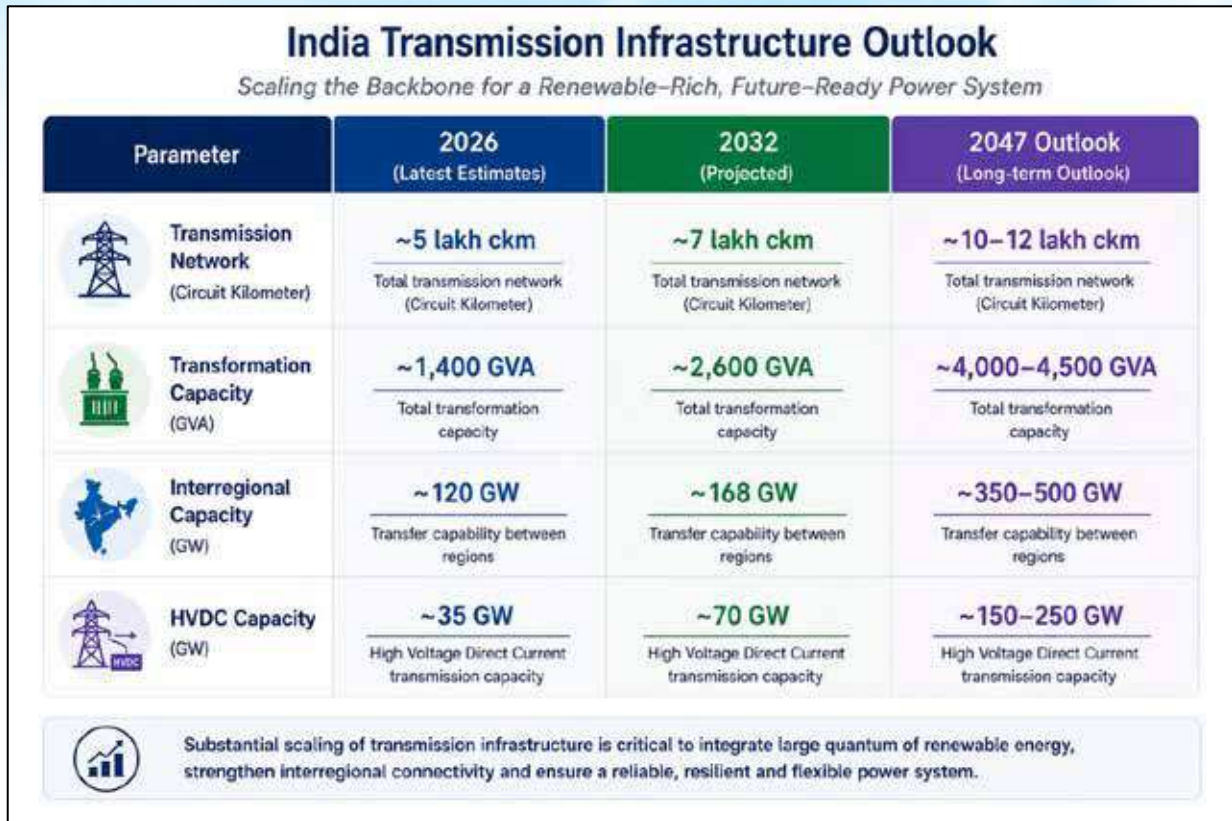 India Transmission Infrastructure Outlook
Scaling the Backbone for a Renewable–Rich, Future–Ready Power System
Parameter
2026
(Latest Estimates)
2032
(Projected)
2047 Outlook
(Long-term Outlook)
Transmission
Network
(Circuit Kilometer)
~5 lakh ckm
Total transmission network
(Circuit Kilometer)
~7 lakh ckm
Total transmission network
(Circuit Kilometer)
~10–12 lakh ckm
Total transmission network
(Circuit Kilometer)
Transformation
Capacity
(GVA)
~1,400 GVA
Total transformation
capacity
~2,600 GVA
Total transformation
capacity
~4,000–4,500 GVA
Total transformation
capacity
Interregional
Capacity
(GW)
~120 GW
Transfer capability between
regions
~168 GW
Transfer capability between
regions
~350–500 GW
Transfer capability between
regions
HVDC
HVDC Capacity
(GW)
~35 GW
High Voltage Direct Current
transmission capacity
~70 GW
High Voltage Direct Current
transmission capacity
~150–250 GW
High Voltage Direct Current
transmission capacity
Substantial scaling of transmission infrastructure is critical to integrate large quantum of renewable energy,
strengthen interregional connectivity and ensure a reliable, resilient and flexible power system.